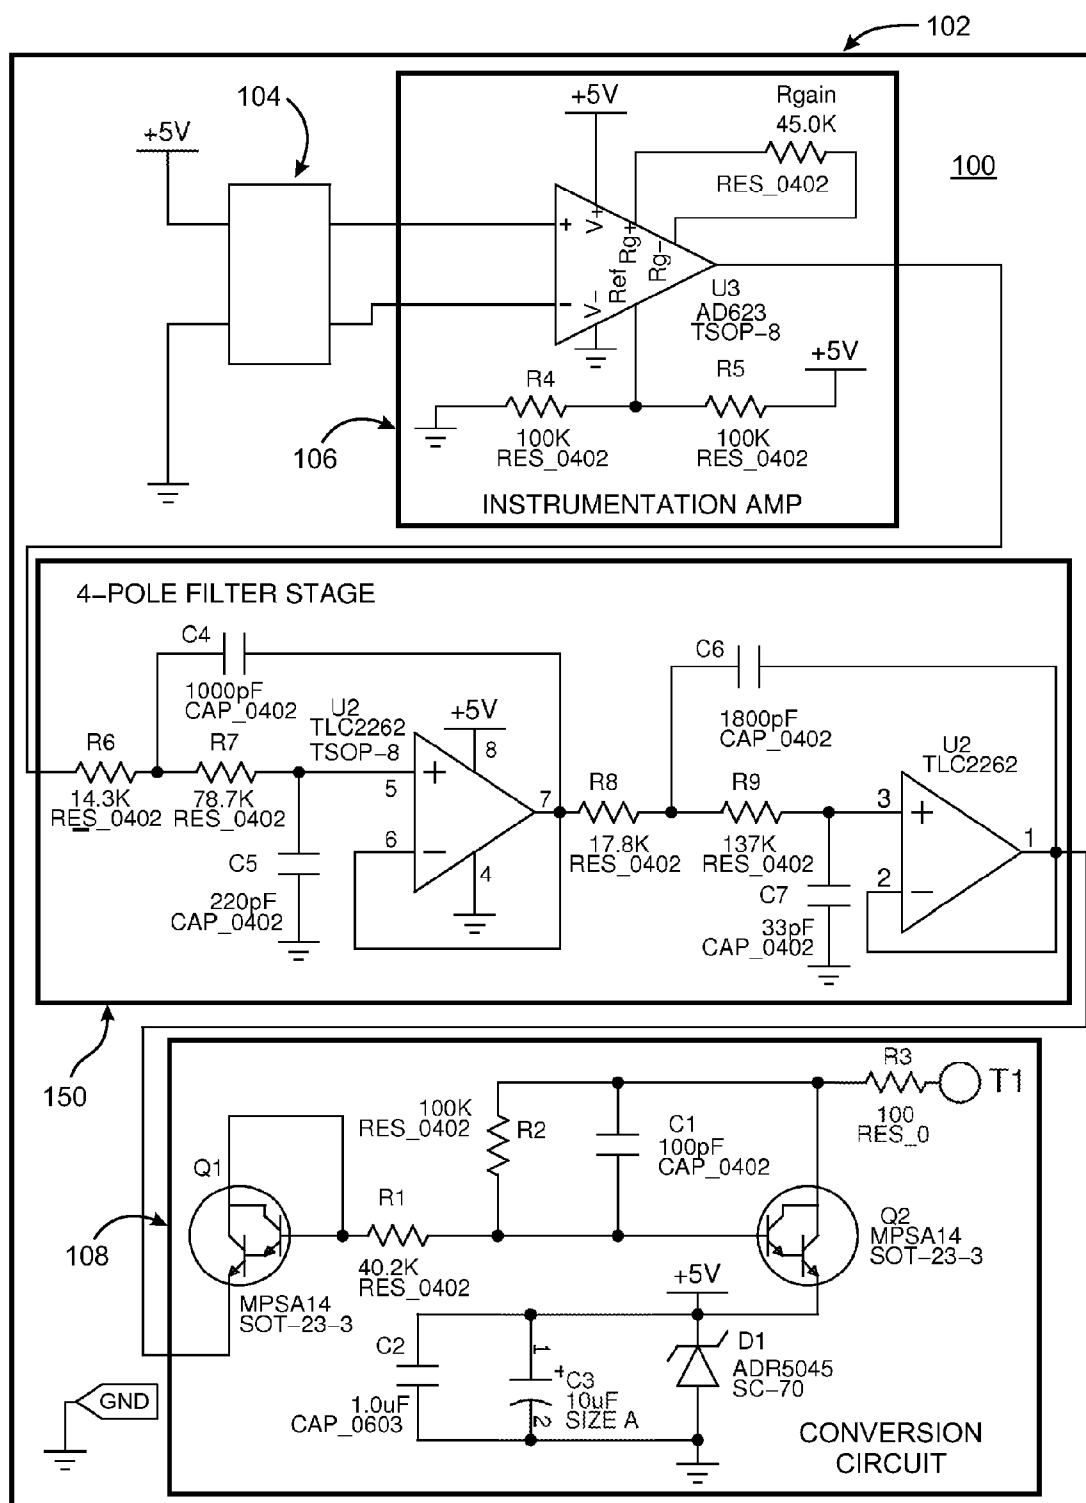 102
104
+5V
+5V
Rgain
45.0K
RES_0402
100
+
V+
Rg+
Rg-
Ref
-
V-
U3
AD623
TSOP-8
+5V
R4
100K
RES_0402
R5
100K
RES_0402
106
INSTRUMENTATION AMP
4-POLE FILTER STAGE
C4
1000pF
CAP_0402
C6
1800pF
CAP_0402
U2
TLC2262
TSOP-8
+5V
8
U2
TLC2262
R6
14.3K
RES_0402
R7
78.7K
RES_0402
5
+
6
-
7
4
C5
220pF
CAP_0402
R8
17.8K
RES_0402
R9
137K
RES_0402
3
+
2
-
1
C7
33pF
CAP_0402
150
R3
100
RES_0
T1
100K
RES_0402
R2
C1
100pF
CAP_0402
Q1
MPSA14
SOT-23-3
R1
40.2K
RES_0402
Q2
MPSA14
SOT-23-3
108
+5V
C2
1.0uF
CAP_0603
1
+
C3
10uF
SIZE A
2
D1
ADR5045
SC-70
GND
CONVERSION
CIRCUIT